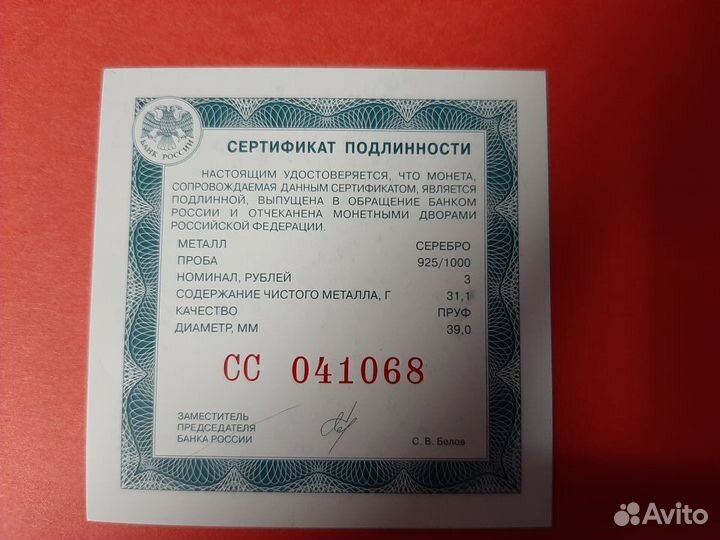 БАНК РОССИИ
СЕРТИФИКАТ ПОДЛИННОСТИ
НАСТОЯЩИМ УДОСТОВЕРЯЕТСЯ, ЧТО МОНЕТА,
СОПРОВОЖДАЕМАЯ ДАННЫМ СЕРТИФИКАТОМ, ЯВЛЯЕТСЯ
ПОДЛИННОЙ, ВЫПУЩЕНА В ОБРАЩЕНИЕ БАНКОМ
РОССИИ И ОТЧЕКАНЕНА МОНЕТНЫМИ ДВОРАМИ
РОССИЙСКОЙ ФЕДЕРАЦИИ.
МЕТАЛЛ СЕРЕБРО
ПРОБА 925/1000
НОМИНАЛ, РУБЛЕЙ 3
СОДЕРЖАНИЕ ЧИСТОГО МЕТАЛЛА, Г 31,1
КАЧЕСТВО ПРУФ
ДИАМЕТР, ММ 39,0
СС 041068
ЗАМЕСТИТЕЛЬ
ПРЕДСЕДАТЕЛЯ
БАНКА РОССИИ С. В. Белов
Avito